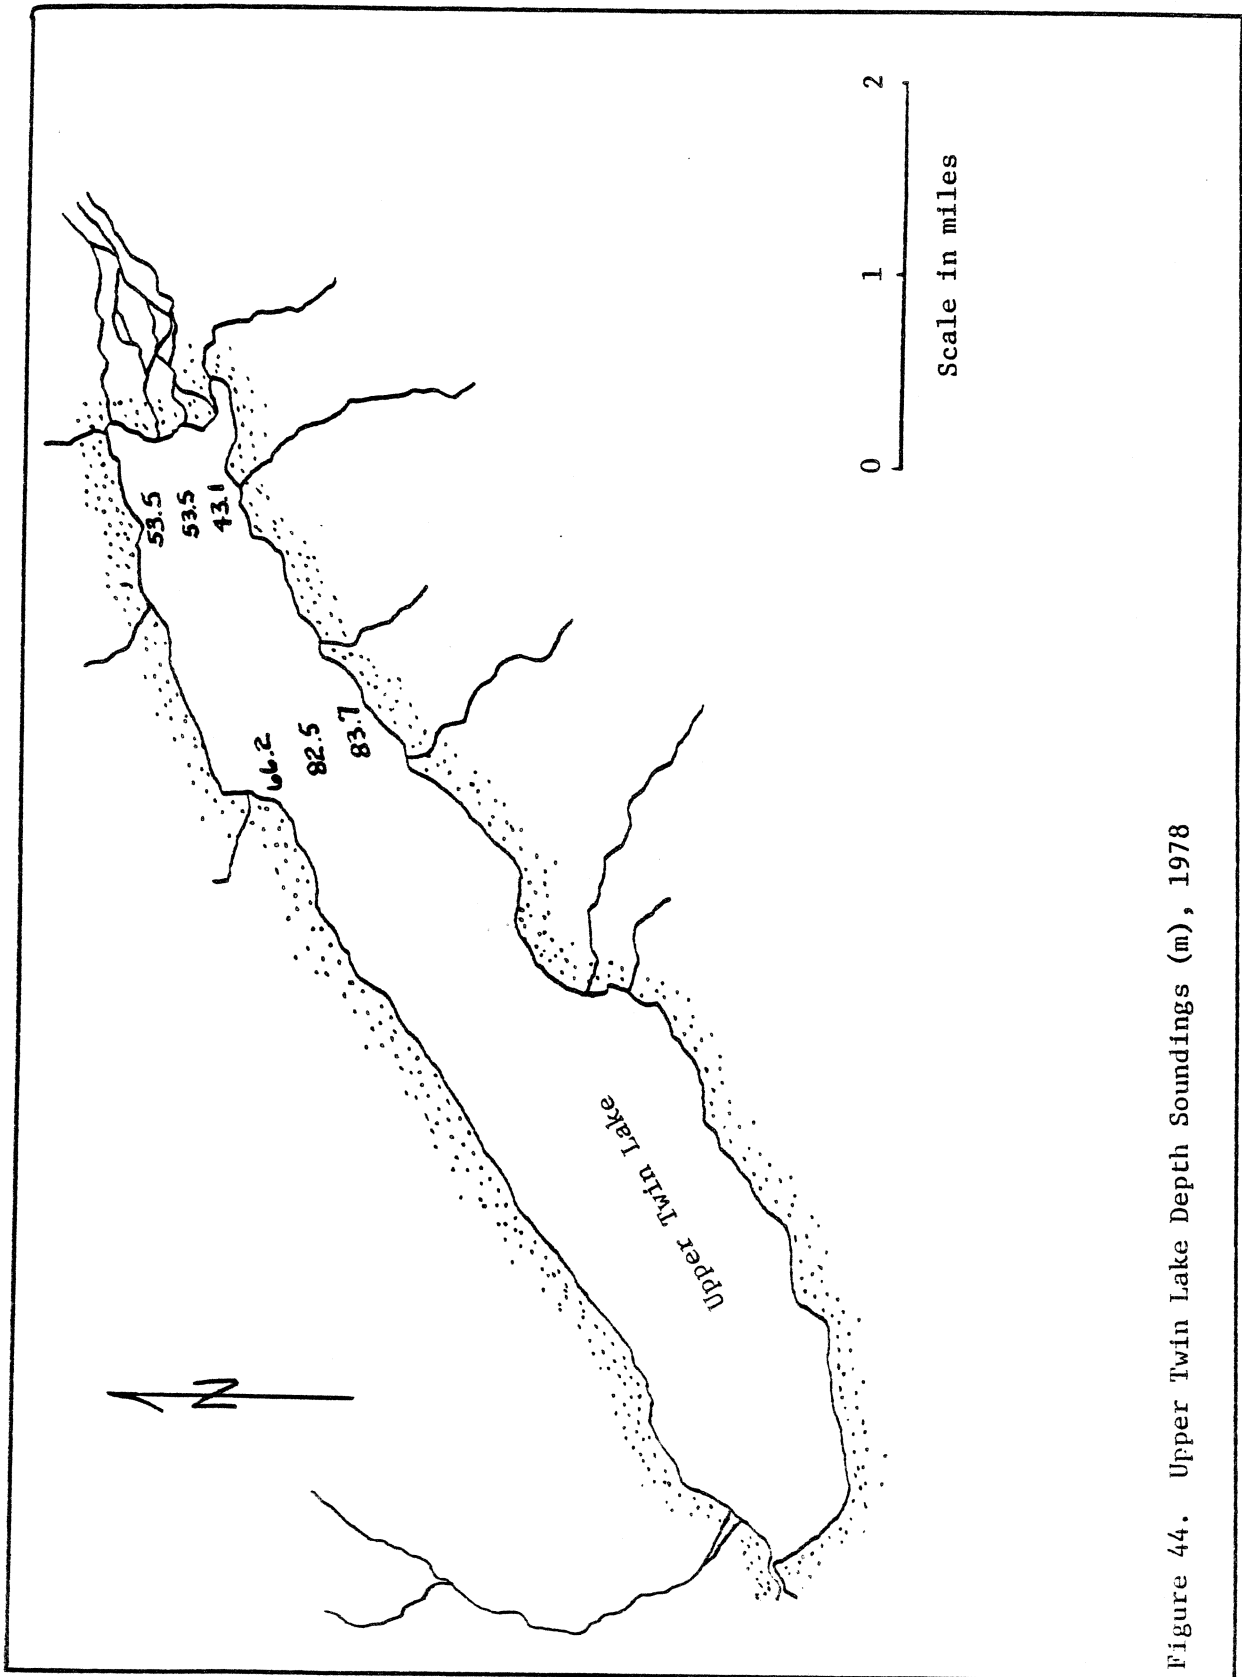 N
53.5
53.5
43.1
66.2
82.5
83.7
Upper Twin Lake
0 1 2
Scale in miles
Figure 44. Upper Twin Lake Depth Soundings (m), 1978